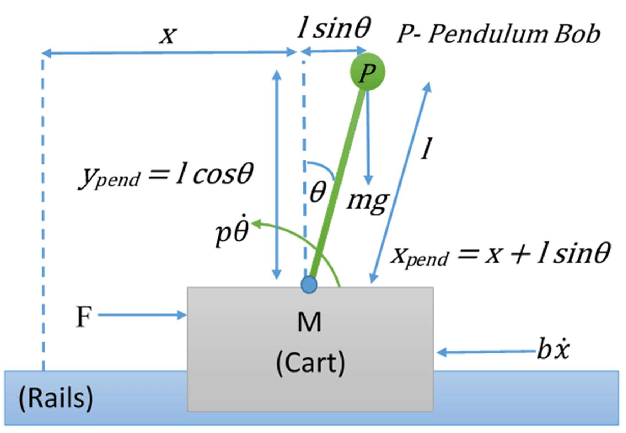 x
l sinθ
P- Pendulum Bob
P
l
y_pend = l cosθ
θ
mg
pθ̇
x_pend = x + l sinθ
F
M
(Cart)
bẋ
(Rails)